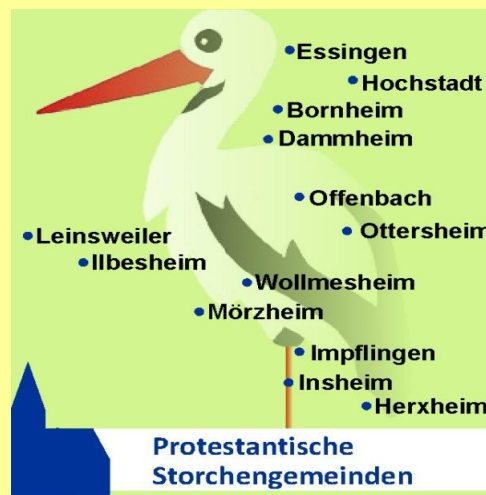 Essingen
Hochstadt
Bornheim
Dammheim
Offenbach
Leinsweiler
Ottersheim
Ilbesheim
Wollmesheim
Mörzheim
Impflingen
Insheim
Herxheim
Protestantische
Storchengemeinden